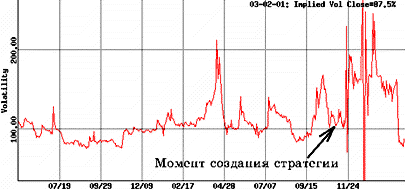 03-02-01: Implied Vol Close=87.5%
Volatility
200.00
100.00
Момент создания стратегии
07/19 09/29 12/09 02/17 04/28 07/07 09/15 11/24